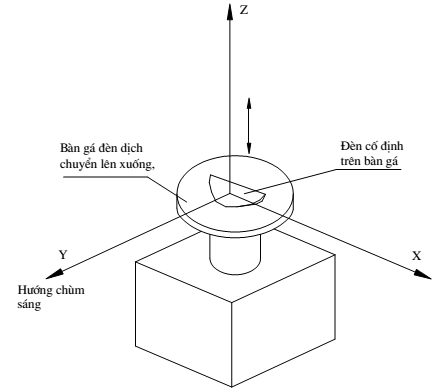 Z
Bàn gá đèn dịch
chuyển lên xuống,
Đèn cố định
trên bàn gá
Y
X
Hướng chùm
sáng